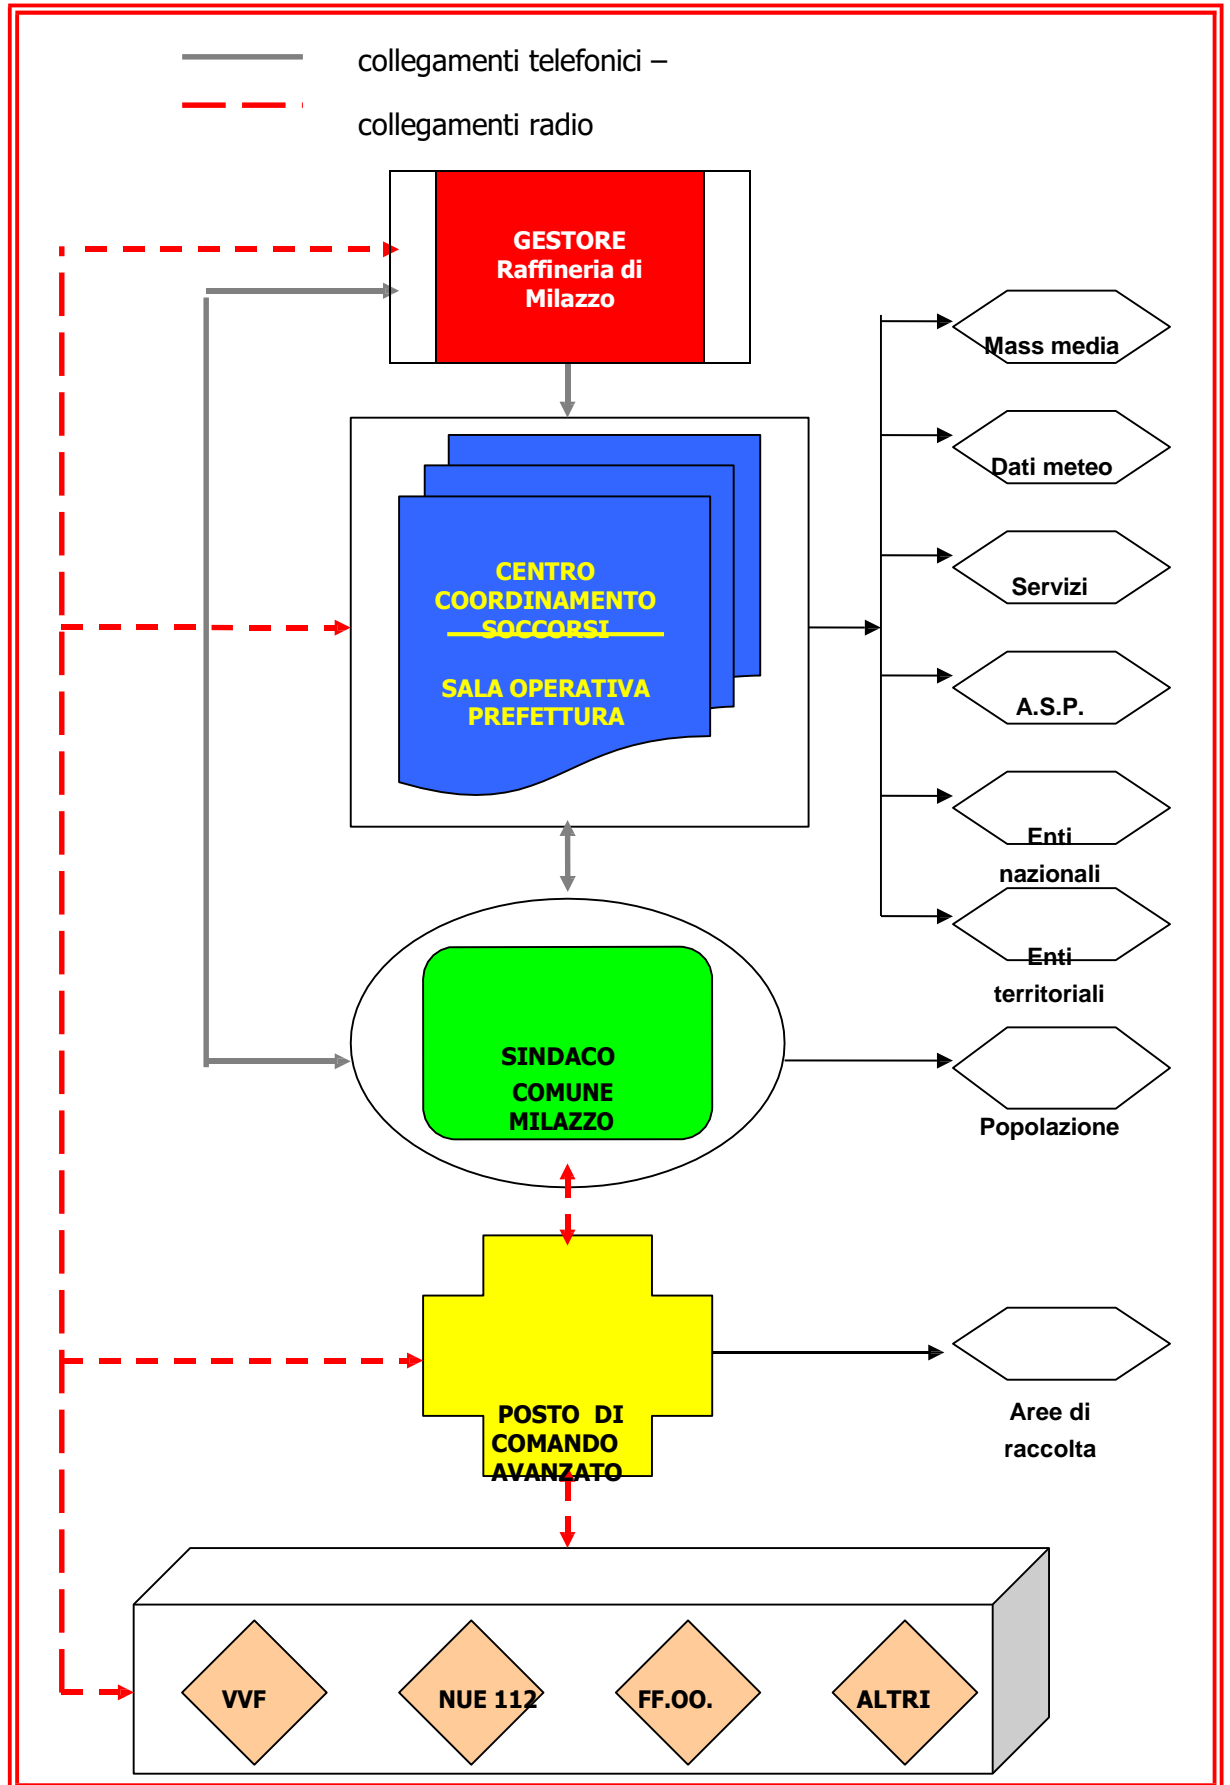 collegamenti telefonici –
collegamenti radio
GESTORE
Raffineria di
Milazzo
Mass media
Dati meteo
CENTRO
COORDINAMENTO
SOCCORSI
Servizi
SALA OPERATIVA
PREFETTURA
A.S.P.
Enti
nazionali
Enti
territoriali
SINDACO
COMUNE
MILAZZO
Popolazione
POSTO DI
COMANDO
AVANZATO
Aree di
raccolta
VVF
NUE 112
FF.OO.
ALTRI